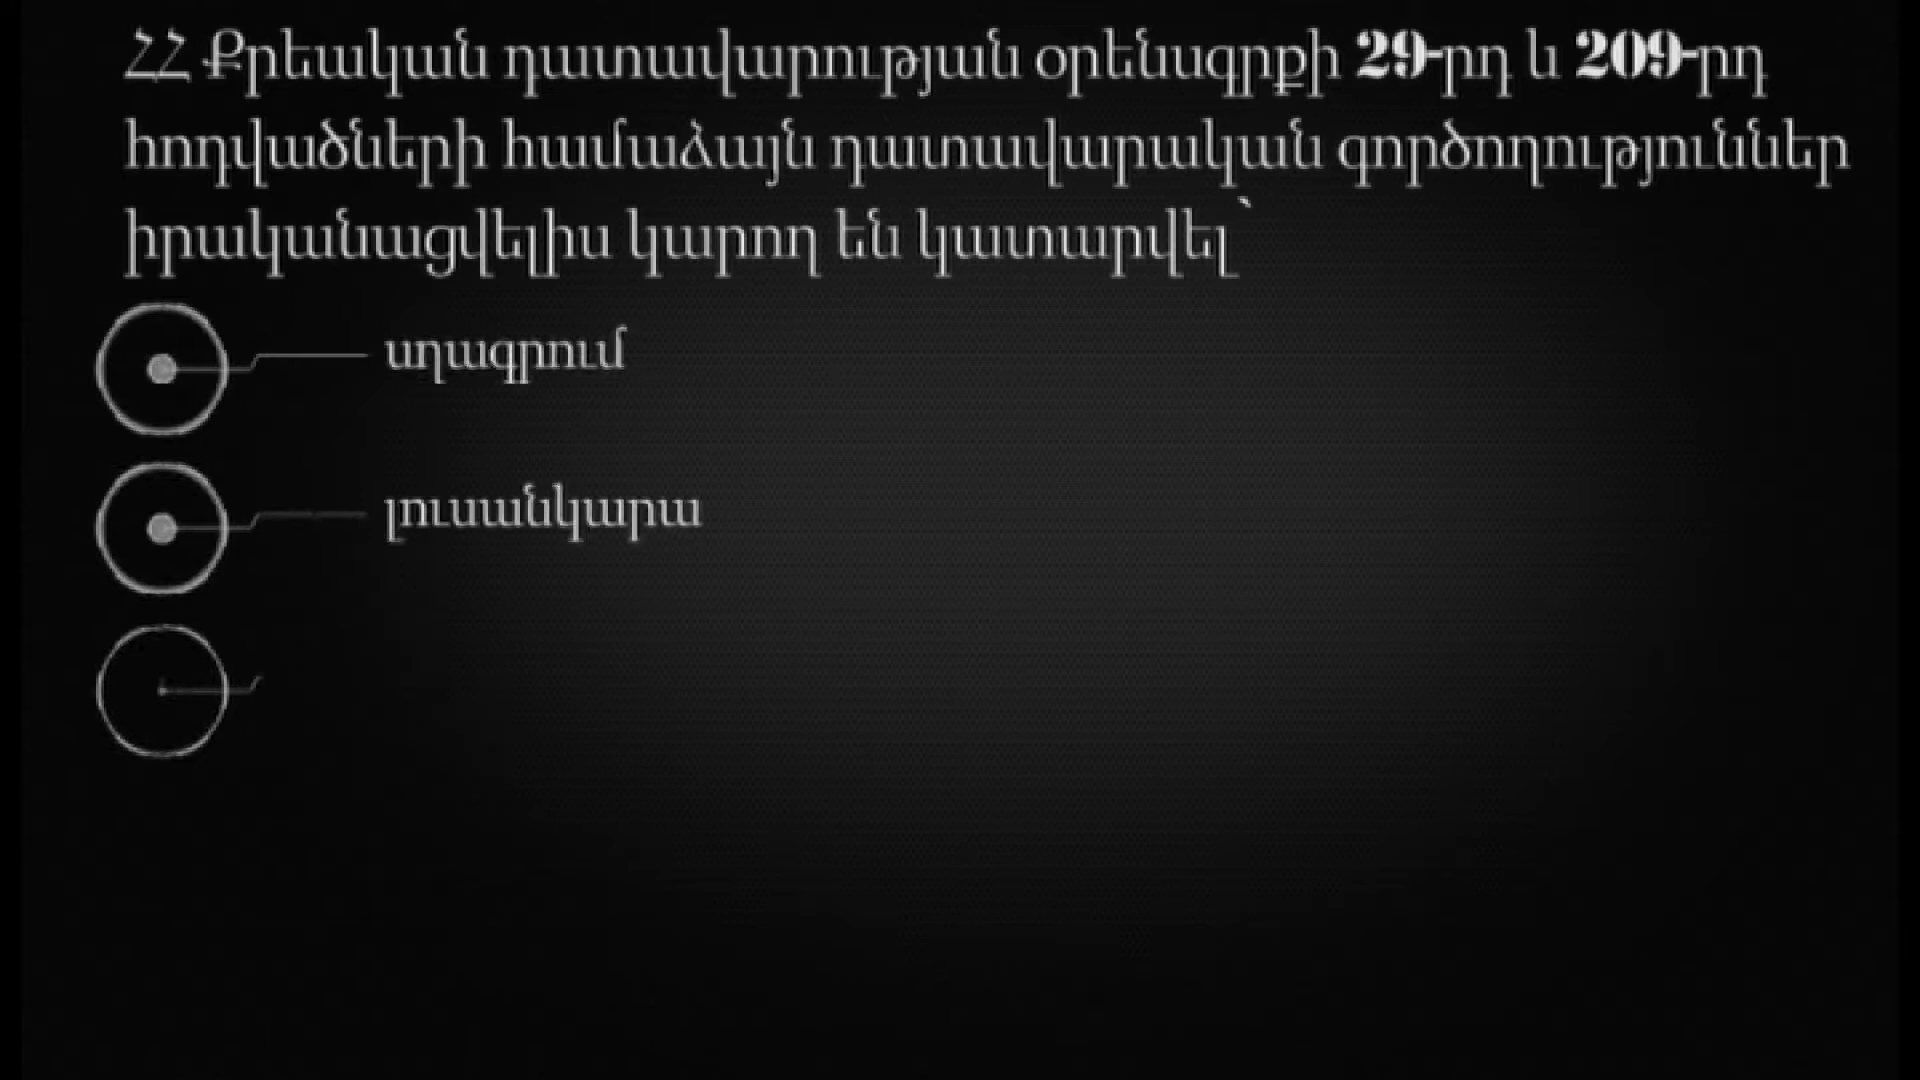 ՀՀ Քրեական դատավարության օրենսգրքի 29-րդ և 209-րդ
հոդվածների համաձայն դատավարական գործողություններ
իրականացվելիս կարող են կատարվել՝
սղագրում
լուսանկարա